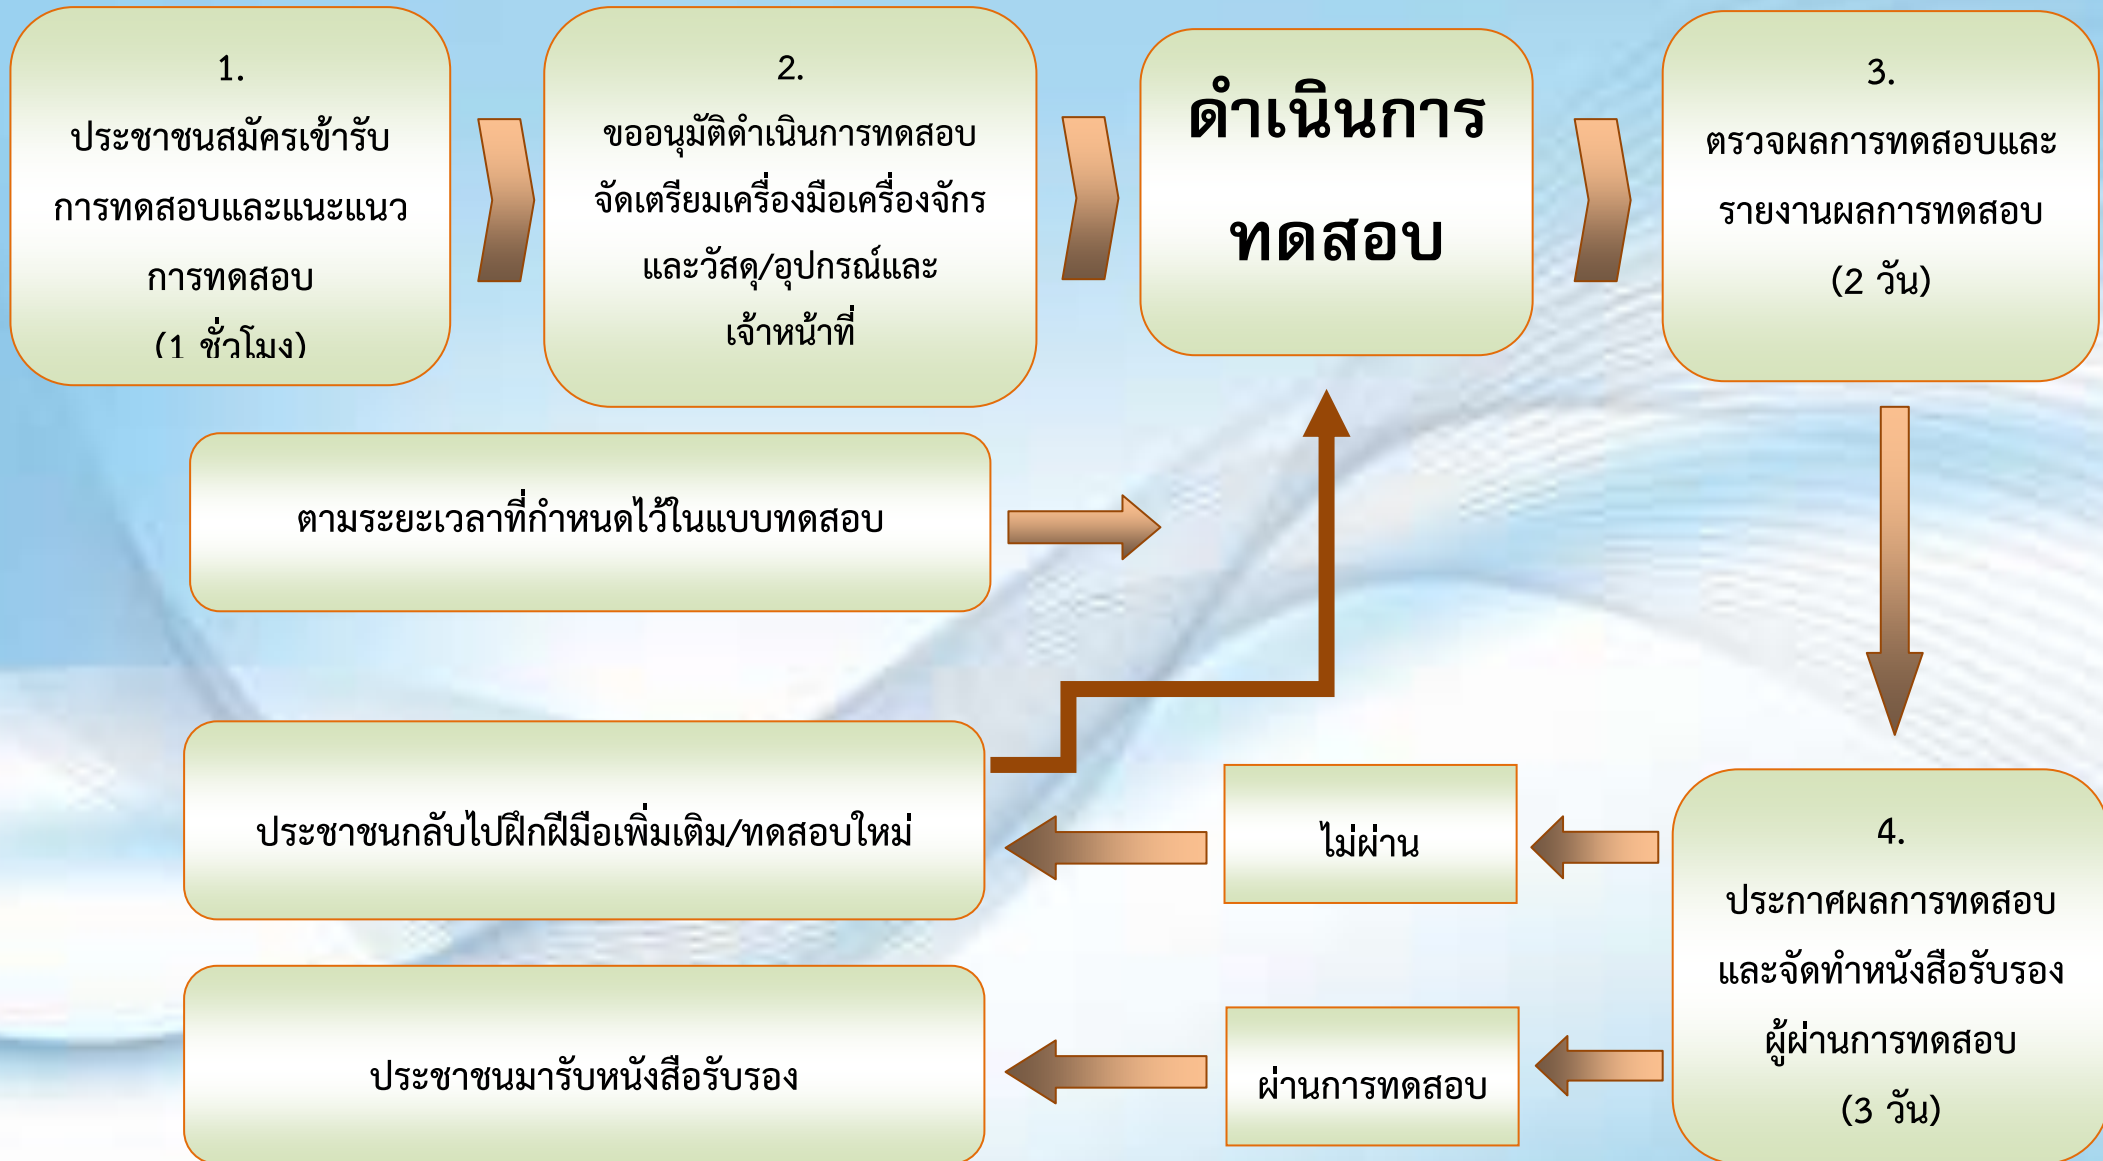 1.
ประชาชนสมัครเข้ารับ
การทดสอบและแนะแนว
การทดสอบ
(1 ชั่วโมง)
2.
ขออนุมัติดำเนินการทดสอบ
จัดเตรียมเครื่องมือเครื่องจักร
และวัสดุ/อุปกรณ์และ
เจ้าหน้าที่
ดำเนินการ
ทดสอบ
3.
ตรวจผลการทดสอบและ
รายงานผลการทดสอบ
(2 วัน)
ตามระยะเวลาที่กำหนดไว้ในแบบทดสอบ
ประชาชนกลับไปฝึกฝีมือเพิ่มเติม/ทดสอบใหม่
ไม่ผ่าน
4.
ประกาศผลการทดสอบ
และจัดทำหนังสือรับรอง
ผู้ผ่านการทดสอบ
(3 วัน)
ประชาชนมารับหนังสือรับรอง
ผ่านการทดสอบ